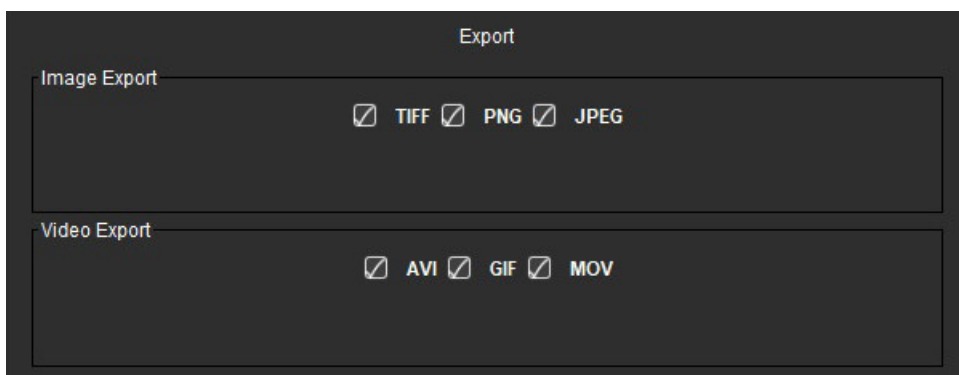 Export
Image Export
TIFF PNG JPEG
Video Export
AVI GIF MOV